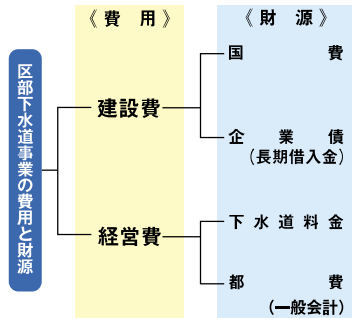 《費用》
《財源》
区部下水道事業の費用と財源
建設費
国費
企業債
（長期借入金）
経営費
下水道料金
都費
（一般会計）